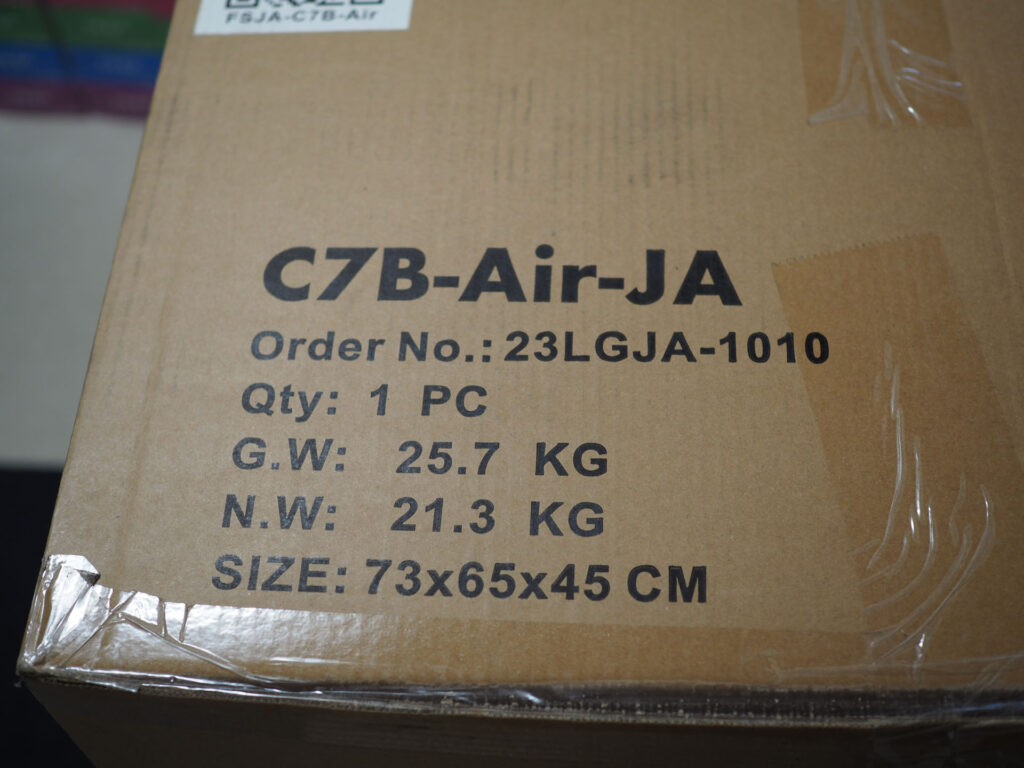 FSJA-C7B-Air
C7B-Air-JA
Order No.: 23LGJA-1010
Qty: 1 PC
G.W: 25.7 KG
N.W: 21.3 KG
SIZE: 73x65x45 CM